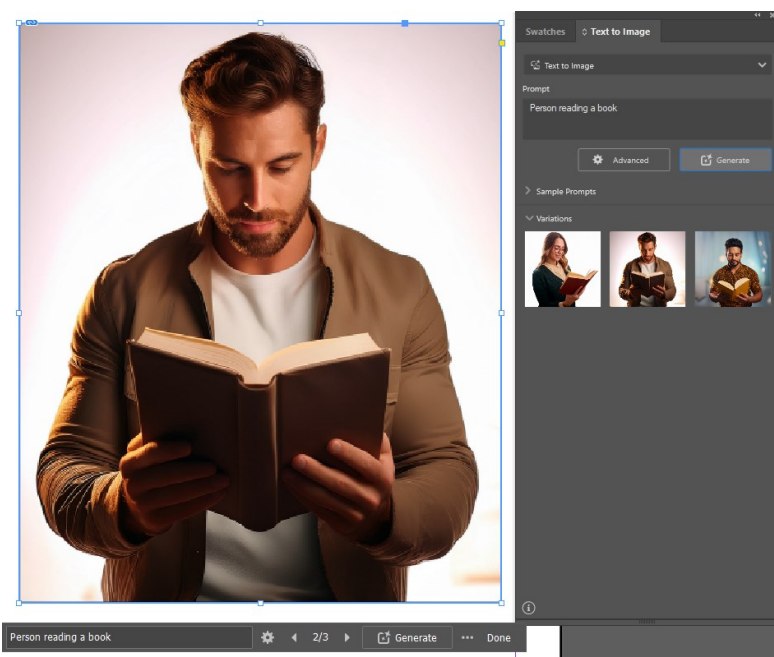 Swatches
Text to Image
Text to Image
Prompt
Person reading a book
Advanced
Generate
Sample Prompts
Variations
Person reading a book
2/3
Generate
Done